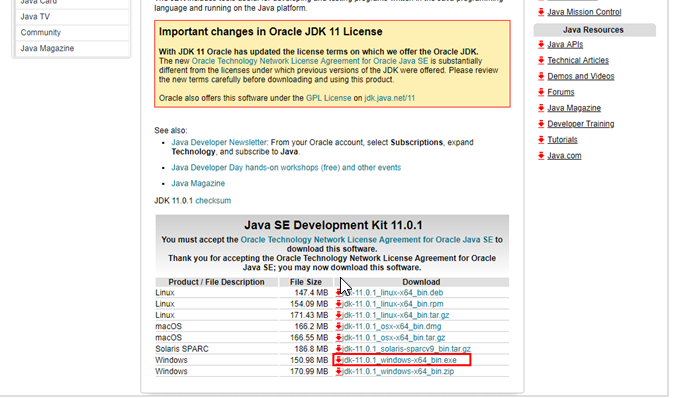 Java Card
Java TV
Community
Java Magazine
language and running on the Java platform.
Important changes in Oracle JDK 11 License
With JDK 11 Oracle has updated the license terms on which we offer the Oracle JDK.
The new Oracle Technology Network License Agreement for Oracle Java SE is substantially
different from the licenses under which previous versions of the JDK were offered. Please review
the new terms carefully before downloading and using this product.
Oracle also offers this software under the GPL License on jdk.java.net/11
See also:
Java Developer Newsletter: From your Oracle account, select Subscriptions, expand
Technology, and subscribe to Java.
Java Developer Day hands-on workshops (free) and other events
Java Magazine
JDK 11.0.1 checksum
Java SE Development Kit 11.0.1
You must accept the Oracle Technology Network License Agreement for Oracle Java SE to
download this software.
Thank you for accepting the Oracle Technology Network License Agreement for Oracle
Java SE; you may now download this software.
Product / File Description File Size Download
Linux 147.4 MB jdk-11.0.1_linux-x64_bin.deb
Linux 154.09 MB jdk-11.0.1_linux-x64_bin.rpm
Linux 171.43 MB jdk-11.0.1_linux-x64_bin.tar.gz
macOS 166.2 MB jdk-11.0.1_osx-x64_bin.dmg
macOS 166.55 MB jdk-11.0.1_osx-x64_bin.tar.gz
Solaris SPARC 186.8 MB jdk-11.0.1_solaris-sparcv9_bin.tar.gz
Windows 150.98 MB jdk-11.0.1_windows-x64_bin.exe
Windows 170.99 MB jdk-11.0.1_windows-x64_bin.zip
Java Mission Control
Java Resources
Java APIs
Technical Articles
Demos and Videos
Forums
Java Magazine
Developer Training
Tutorials
Java.com